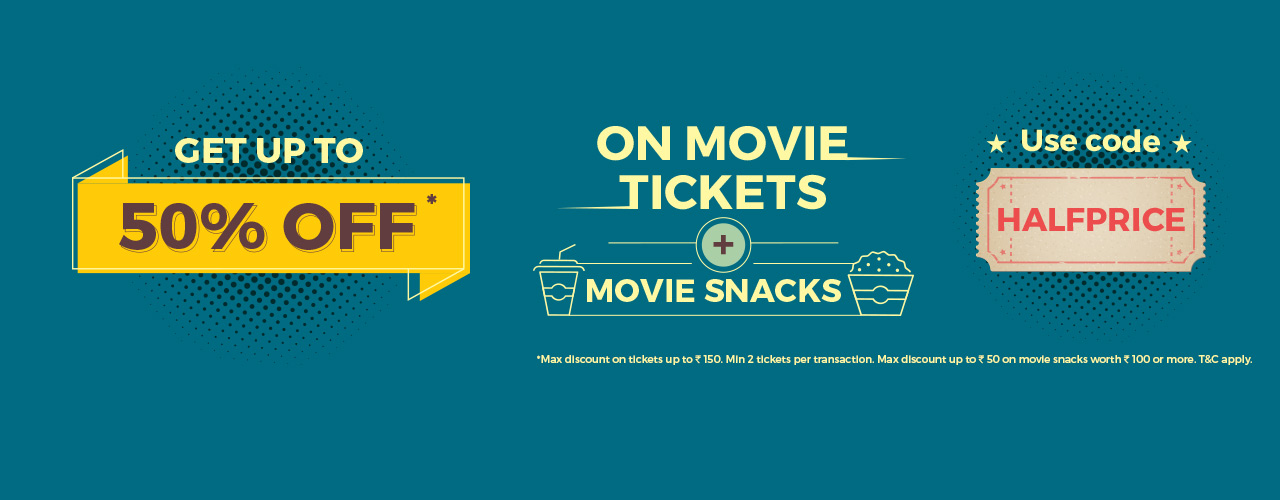 GET UP TO
50% OFF*
ON MOVIE
TICKETS
+
MOVIE SNACKS
Use code
HALFPRICE
*Max discount on tickets up to ₹ 150. Min 2 tickets per transaction. Max discount up to ₹ 50 on movie snacks worth ₹ 100 or more. T&C apply.